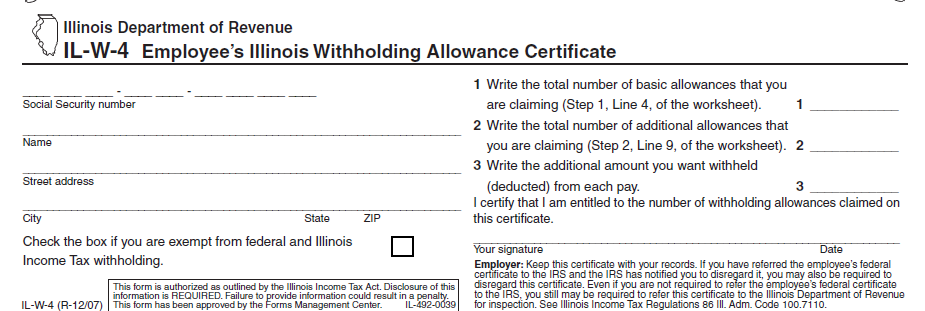 Illinois Department of Revenue
IL-W-4 Employee's Illinois Withholding Allowance Certificate
____ ____ ____ - ____ ____ - ____ ____ ____ ____
Social Security number
Name
Street address
City State ZIP
Check the box if you are exempt from federal and Illinois
Income Tax withholding.
IL-W-4 (R-12/07)
This form is authorized as outlined by the Illinois Income Tax Act. Disclosure of this
information is REQUIRED. Failure to provide information could result in a penalty.
This form has been approved by the Forms Management Center. IL-492-0039
1 Write the total number of basic allowances that you
are claiming (Step 1, Line 4, of the worksheet). 1
2 Write the total number of additional allowances that
you are claiming (Step 2, Line 9, of the worksheet). 2
3 Write the additional amount you want withheld
(deducted) from each pay. 3
I certify that I am entitled to the number of withholding allowances claimed on
this certificate.
Your signature Date
Employer: Keep this certificate with your records. If you have referred the employee's federal
certificate to the IRS and the IRS has notified you to disregard it, you may also be required to
disregard this certificate. Even if you are not required to refer the employee's federal certificate
to the IRS, you still may be required to refer this certificate to the Illinois Department of Revenue
for inspection. See Illinois Income Tax Regulations 86 Ill. Adm. Code 100.7110.